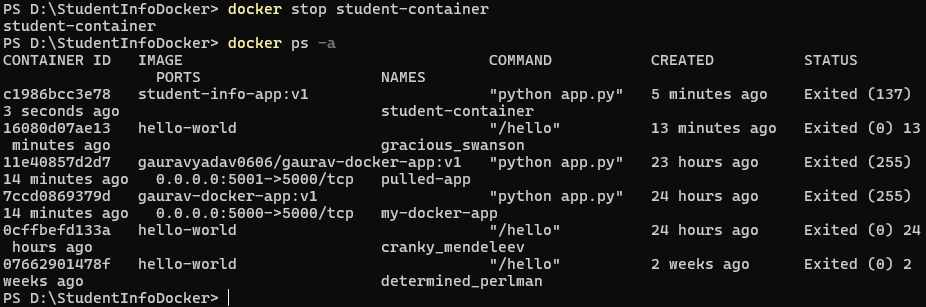 PS D:\StudentInfoDocker> docker stop student-container
student-container
PS D:\StudentInfoDocker> docker ps -a
CONTAINER ID   IMAGE                                   COMMAND           CREATED          STATUS
                  PORTS                    NAMES
c1986bcc3e78   student-info-app:v1                     "python app.py"   5 minutes ago    Exited (137)
3 seconds ago                              student-container
16080d07ae13   hello-world                             "/hello"          13 minutes ago   Exited (0) 13
 minutes ago                               gracious_swanson
11e40857d2d7   gauravyadav0606/gaurav-docker-app:v1    "python app.py"   23 hours ago     Exited (255)
14 minutes ago   0.0.0.0:5001->5000/tcp   pulled-app
7ccd0869379d   gaurav-docker-app:v1                    "python app.py"   24 hours ago     Exited (255)
14 minutes ago   0.0.0.0:5000->5000/tcp   my-docker-app
0cffbefd133a   hello-world                             "/hello"          24 hours ago     Exited (0) 24
 hours ago                                 cranky_mendeleev
07662901478f   hello-world                             "/hello"          2 weeks ago      Exited (0) 2
weeks ago                                  determined_perlman
PS D:\StudentInfoDocker>